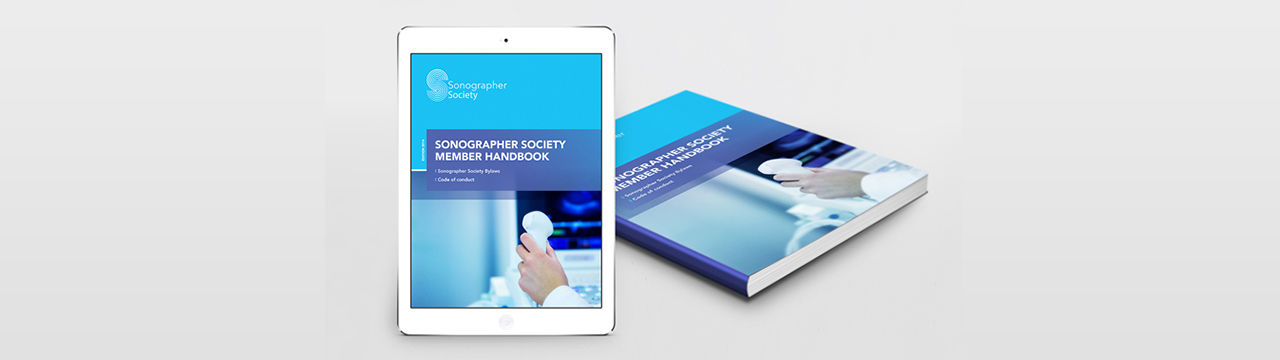 Sonographer
Society
SONOGRAPHER SOCIETY
MEMBER HANDBOOK
Sonographer Society Bylaws
Code of conduct
SONOGRAPHER SOCIETY
MEMBER HANDBOOK
Sonographer Society Bylaws
Code of conduct